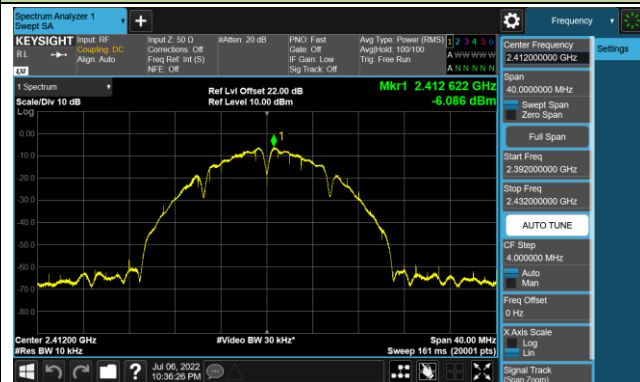 Spectrum Analyzer 1
Swept SA
+
Frequency
KEYSIGHT
RL
LXI
Input: RF
Coupling: DC
Align: Auto
Input Z: 50 Ω
Corrections: Off
Freq Ref: Int (S)
NFE: Off
#Atten: 20 dB
PNO: Fast
Gate: Off
IF Gain: Low
Sig Track: Off
Avg Type: Power (RMS)
Avg|Hold: 100/100
Trig: Free Run
1 2 3 4 5 6
A W W W W W
A N N N N N
Center Frequency
2.412000000 GHz
Settings
Span
40.0000000 MHz
Swept Span
Zero Span
Full Span
Start Freq
2.392000000 GHz
Stop Freq
2.432000000 GHz
AUTO TUNE
CF Step
4.000000 MHz
Auto
Man
Freq Offset
0 Hz
X Axis Scale
Log
Lin
Signal Track
(Span Zoom)
1 Spectrum
Scale/Div 10 dB
Log
Ref Lvl Offset 22.00 dB
Ref Level 10.00 dBm
Mkr1 2.412 622 GHz
-6.086 dBm
1
0.00
-10.0
-20.0
-30.0
-40.0
-50.0
-60.0
-70.0
-80.0
Center 2.41200 GHz
#Res BW 10 kHz
#Video BW 30 kHz*
Span 40.00 MHz
Sweep 161 ms (20001 pts)
?
Jul 06, 2022
10:36:26 PM